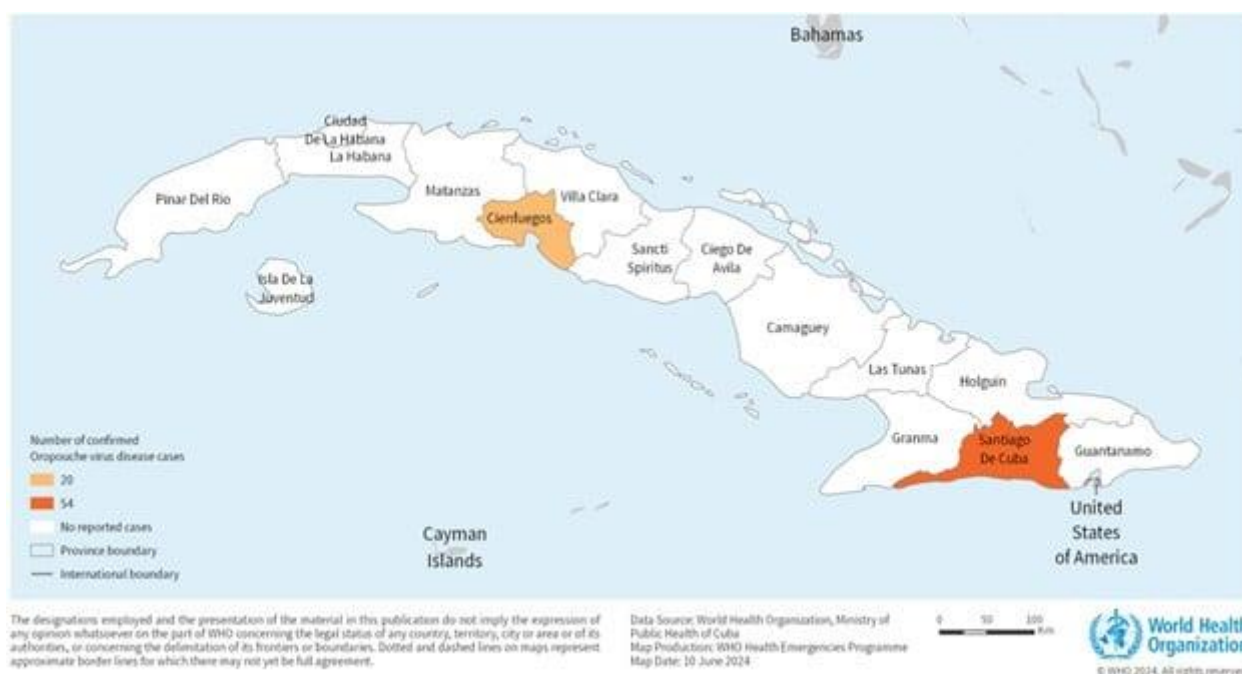 Bahamas
Ciudad
De La Habana
La Habana
Pinar Del Rio
Matanzas
Villa Clara
Cienfuegos
Sancti
Spiritus
Ciego De
Avila
Isla De La
Juventud
Camaguey
Las Tunas
Holguin
Granma
Santiago
De Cuba
Guantanamo
United
States
of America
Cayman
Islands
Number of confirmed
Oropouche virus disease cases
20
54
No reported cases
Province boundary
International boundary
The designations employed and the presentation of the material in this publication do not imply the expression of
any opinion whatsoever on the part of WHO concerning the legal status of any country, territory, city or area or of its
authorities, or concerning the delimitation of its frontiers or boundaries. Dotted and dashed lines on maps represent
approximate border lines for which there may not yet be full agreement.
Data Source: World Health Organization, Ministry of
Public Health of Cuba
Map Production: WHO Health Emergencies Programme
Map Date: 10 June 2024
0 50 100
Km
World Health
Organization
© WHO 2024. All rights reserved